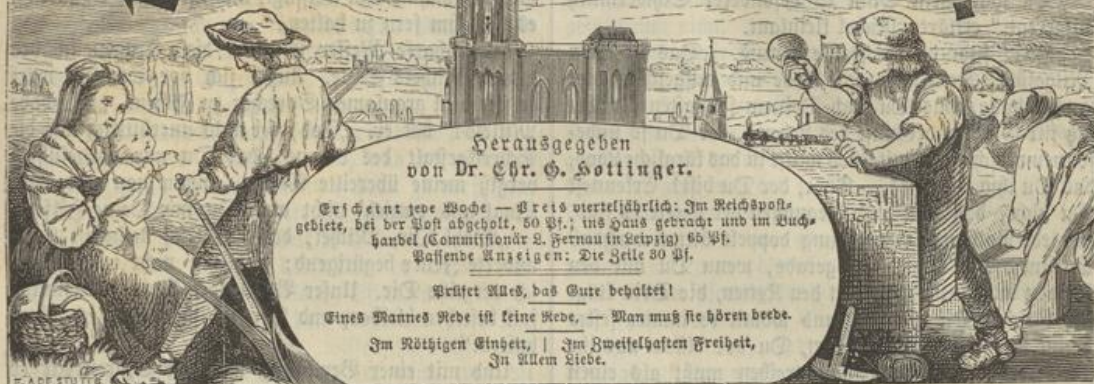 Herausgegeben
von Dr. Chr. G. Hottinger.
Erscheint jede Woche — Preis vierteljährlich: Im Reichspost-
gebiete, bei der Post abgeholt, 50 Pf.; ins Haus gebracht und im Buch-
handel (Commissionär L. Fernau in Leipzig) 65 Pf.
Passende Anzeigen: Die Zeile 30 Pf.
Prüfet Alles, das Gute behaltet!
Eines Mannes Rede ist keine Rede, — Man muß sie hören beede.
Im Nöthigen Einheit, | Im Zweifelhaften Freiheit,
In Allem Liebe.